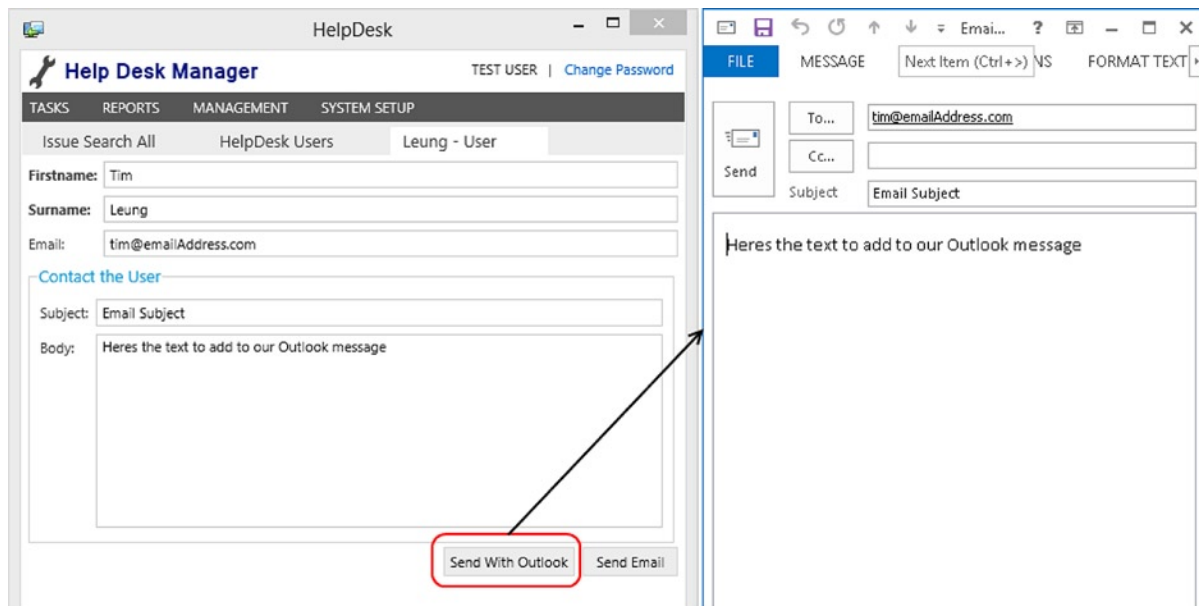 HelpDesk
Help Desk Manager
TEST USER | Change Password
TASKS REPORTS MANAGEMENT SYSTEM SETUP
Issue Search All HelpDesk Users Leung - User
Firstname: Tim
Surname: Leung
Email: tim@emailAddress.com
Contact the User
Subject: Email Subject
Body: Heres the text to add to our Outlook message
Send With Outlook Send Email
Emai... ?
FILE MESSAGE Next Item (Ctrl+>) NS FORMAT TEXT
To... tim@emailAddress.com
Cc...
Send
Subject Email Subject
Heres the text to add to our Outlook message